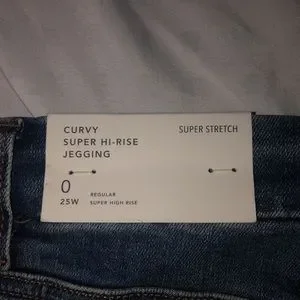 CURVY
SUPER HI-RISE
JEGGING
SUPER STRETCH
0
REGULAR
25W
SUPER HIGH RISE